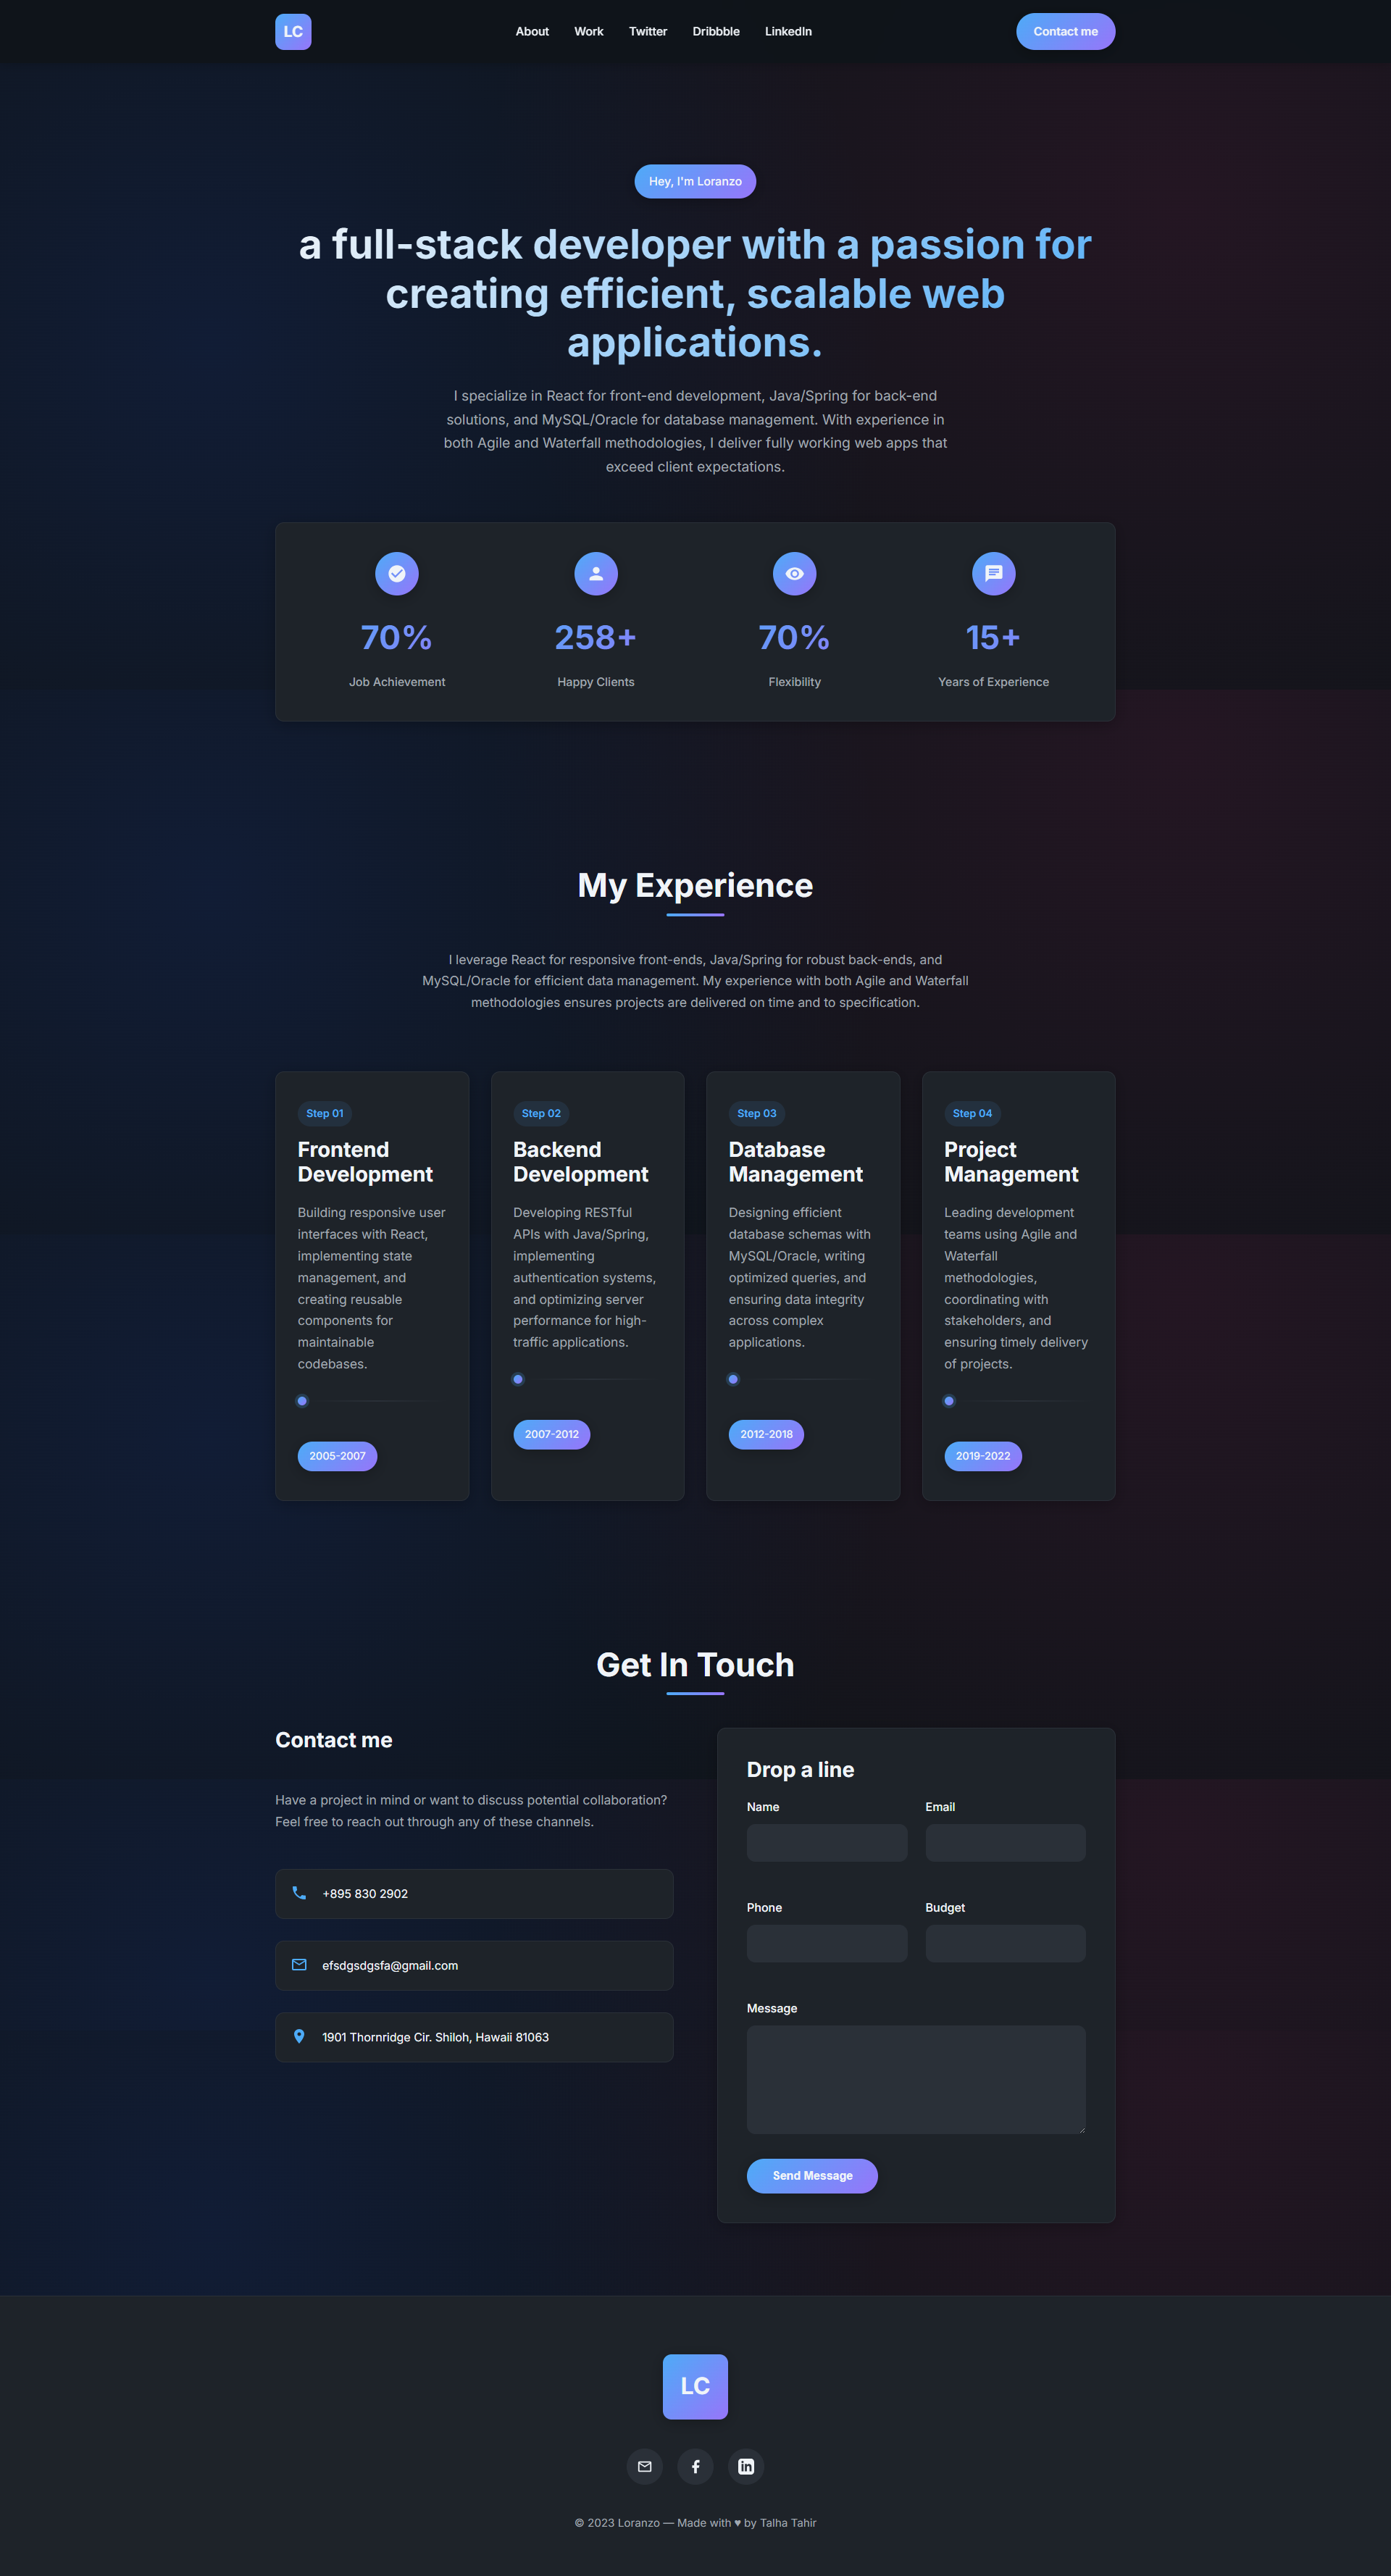 LC
About
Work
Twitter
Dribbble
LinkedIn
Contact me
Hey, I'm Loranzo
a full-stack developer with a passion for
creating efficient, scalable web
applications.
I specialize in React for front-end development, Java/Spring for back-end
solutions, and MySQL/Oracle for database management. With experience in
both Agile and Waterfall methodologies, I deliver fully working web apps that
exceed client expectations.
70%
Job Achievement
258+
Happy Clients
70%
Flexibility
15+
Years of Experience
My Experience
I leverage React for responsive front-ends, Java/Spring for robust back-ends, and
MySQL/Oracle for efficient data management. My experience with both Agile and Waterfall
methodologies ensures projects are delivered on time and to specification.
Step 01
Frontend
Development
Building responsive user
interfaces with React,
implementing state
management, and
creating reusable
components for
maintainable
codebases.
2005-2007
Step 02
Backend
Development
Developing RESTful
APIs with Java/Spring,
implementing
authentication systems,
and optimizing server
performance for high-
traffic applications.
2007-2012
Step 03
Database
Management
Designing efficient
database schemas with
MySQL/Oracle, writing
optimized queries, and
ensuring data integrity
across complex
applications.
2012-2018
Step 04
Project
Management
Leading development
teams using Agile and
Waterfall
methodologies,
coordinating with
stakeholders, and
ensuring timely delivery
of projects.
2019-2022
Get In Touch
Contact me
Have a project in mind or want to discuss potential collaboration?
Feel free to reach out through any of these channels.
+895 830 2902
efsdgsdgsfa@gmail.com
1901 Thornridge Cir. Shiloh, Hawaii 81063
Drop a line
Name
Email
Phone
Budget
Message
Send Message
LC
© 2023 Loranzo — Made with ♥ by Talha Tahir